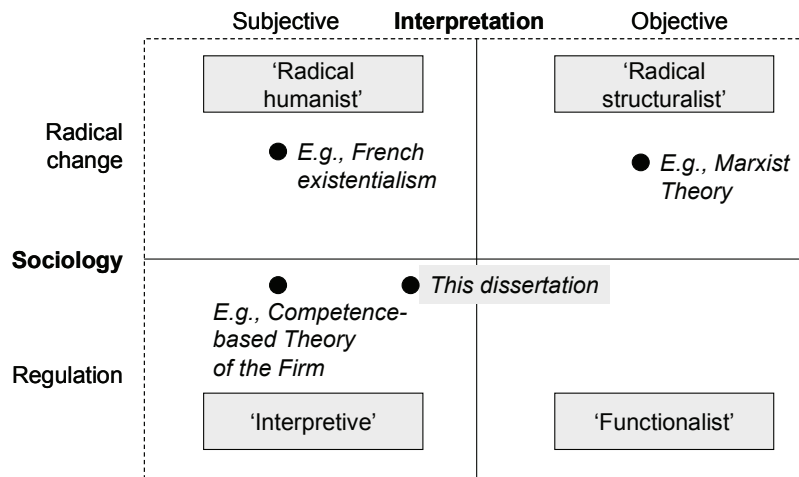 Subjective Interpretation Objective
‘Radical
humanist’
‘Radical
structuralist’
Radical
change
E.g., French
existentialism
E.g., Marxist
Theory
Sociology
This dissertation
E.g., Competence-
based Theory
of the Firm
Regulation
‘Interpretive’
‘Functionalist’